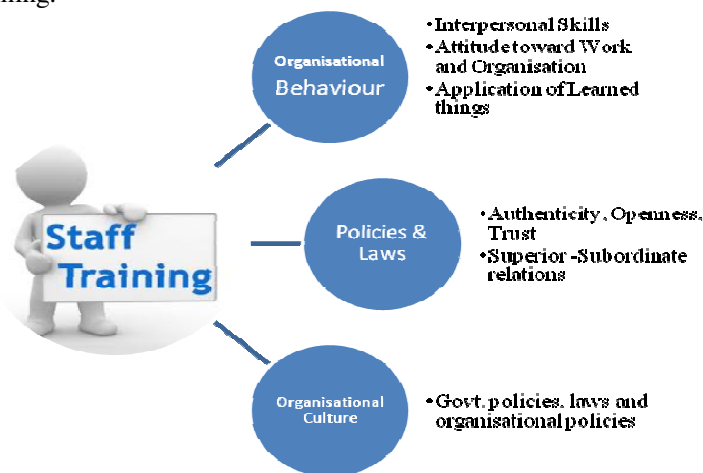 ning.
Organisational
Behaviour
•Interpersonal Skills
•Attitude toward Work
and Organisation
•Application of Learned
things
Staff
Training
Policies &
Laws
•Authenticity, Openness,
Trust
•Superior -Subordinate
relations
Organisational
Culture
•Govt. policies, laws and
organisational policies